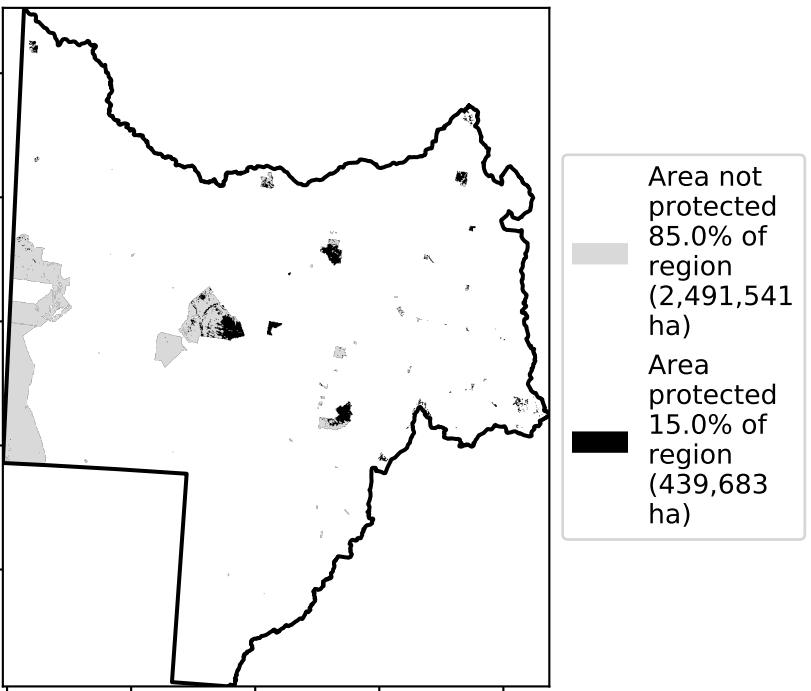 Area not
protected
85.0% of
region
(2,491,541
ha)
Area
protected
15.0% of
region
(439,683
ha)